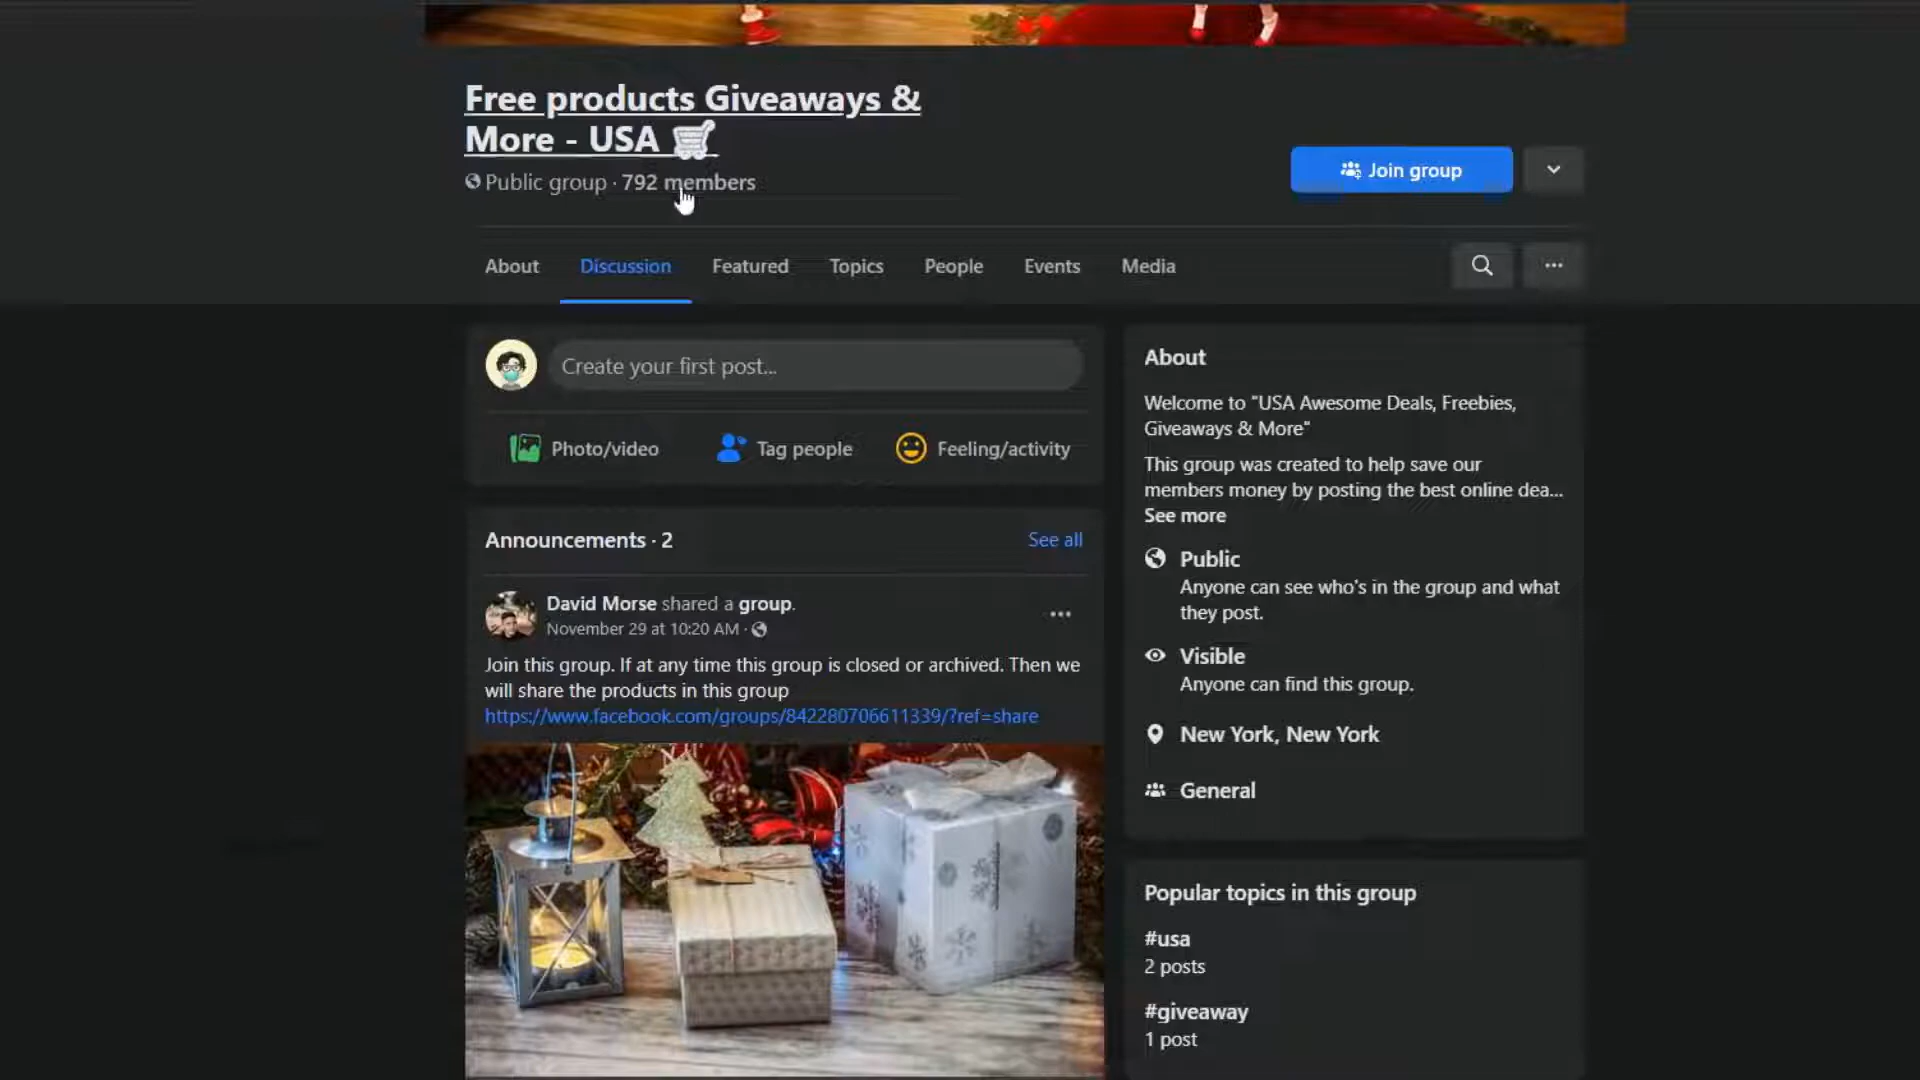 Free products Giveaways &
More - USA
Public group · 792 members
Join group
About
Discussion
Featured
Topics
People
Events
Media
Create your first post...
Photo/video
Tag people
Feeling/activity
Announcements · 2
See all
David Morse shared a group.
November 29 at 10:20 AM ·
Join this group. If at any time this group is closed or archived. Then we
will share the products in this group
https://www.facebook.com/groups/842280706611339/?ref=share
About
Welcome to "USA Awesome Deals, Freebies,
Giveaways & More"
This group was created to help save our
members money by posting the best online dea...
See more
Public
Anyone can see who's in the group and what
they post.
Visible
Anyone can find this group.
New York, New York
General
Popular topics in this group
#usa
2 posts
#giveaway
1 post